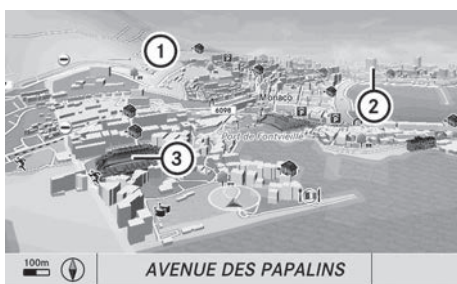 1
6098
Monaco
2
P
P
P
Port de Fontvieille
3
100m
AVENUE DES PAPALINS